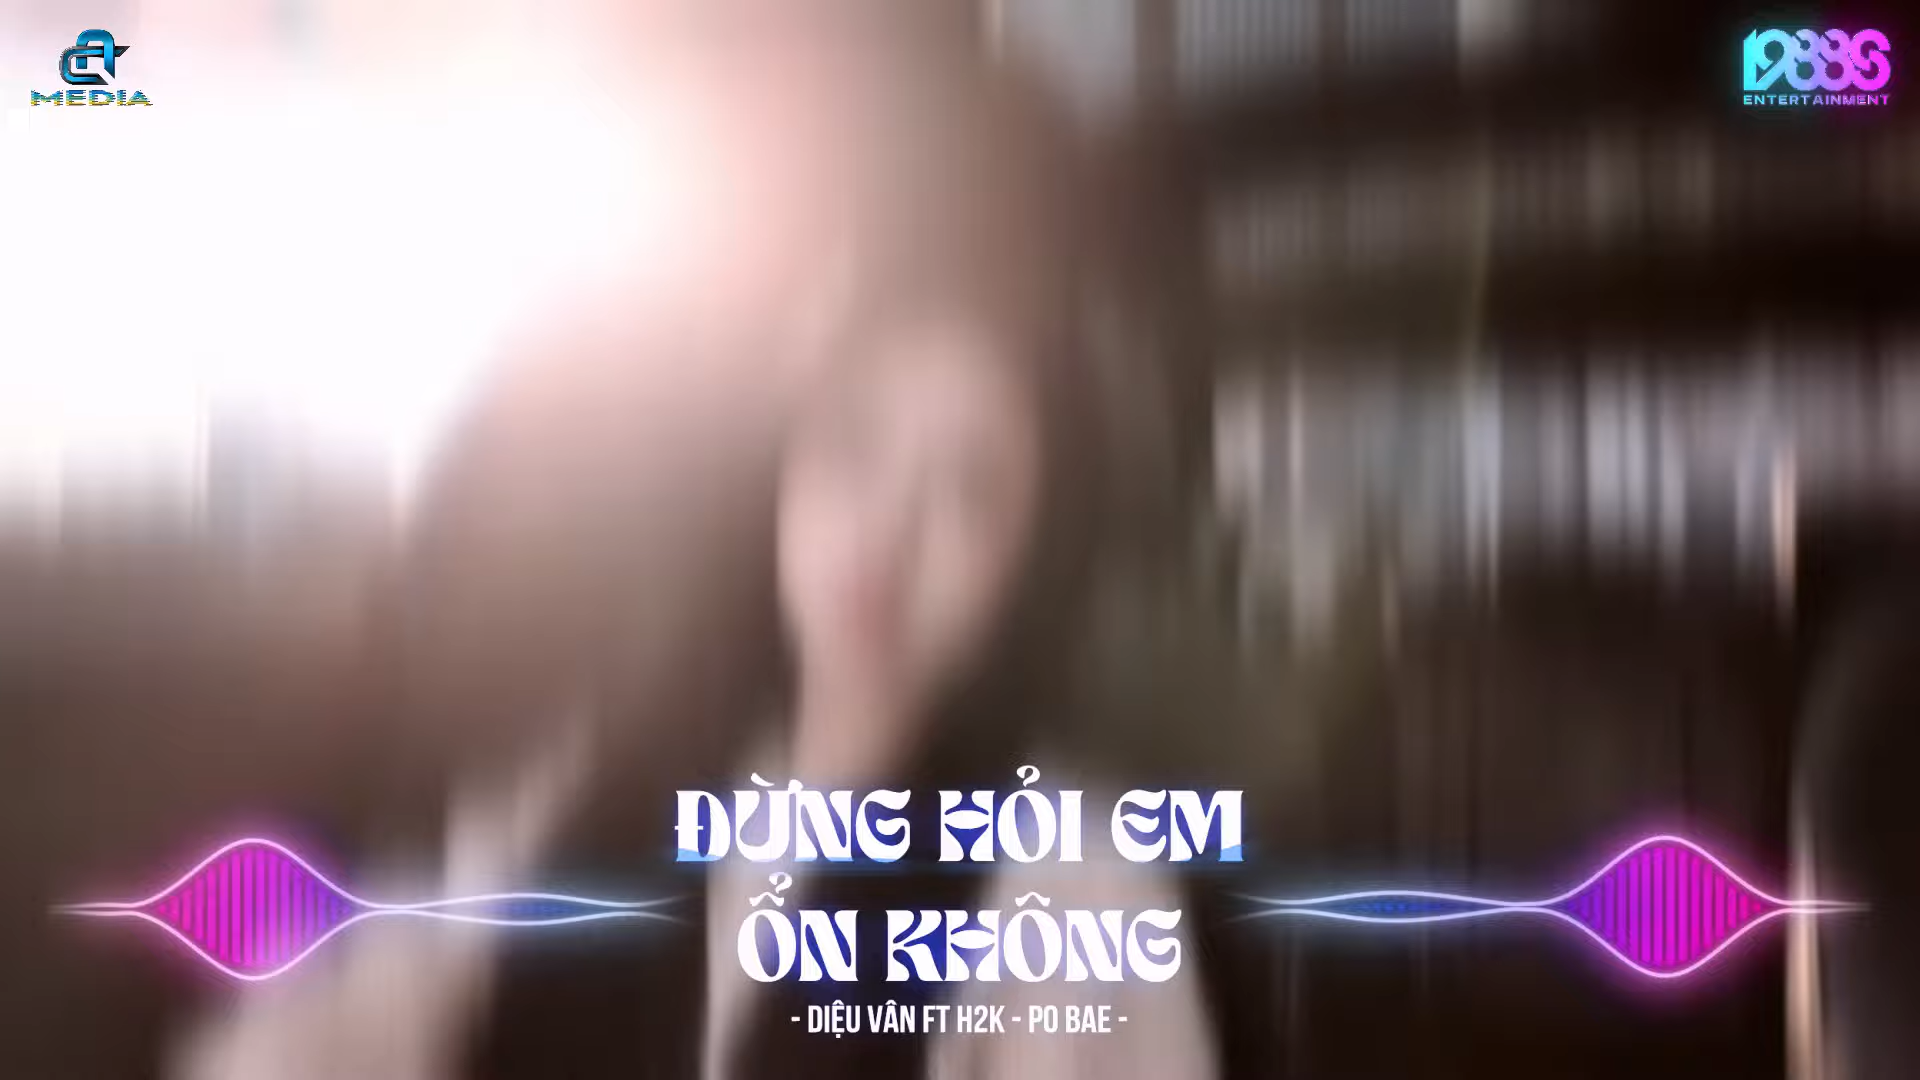 MEDIA
1988S
ENTERTAINMENT
ĐỪNG HỎI EM
ỔN KHÔNG
- DIỆU VÂN FT H2K - PO BAE -